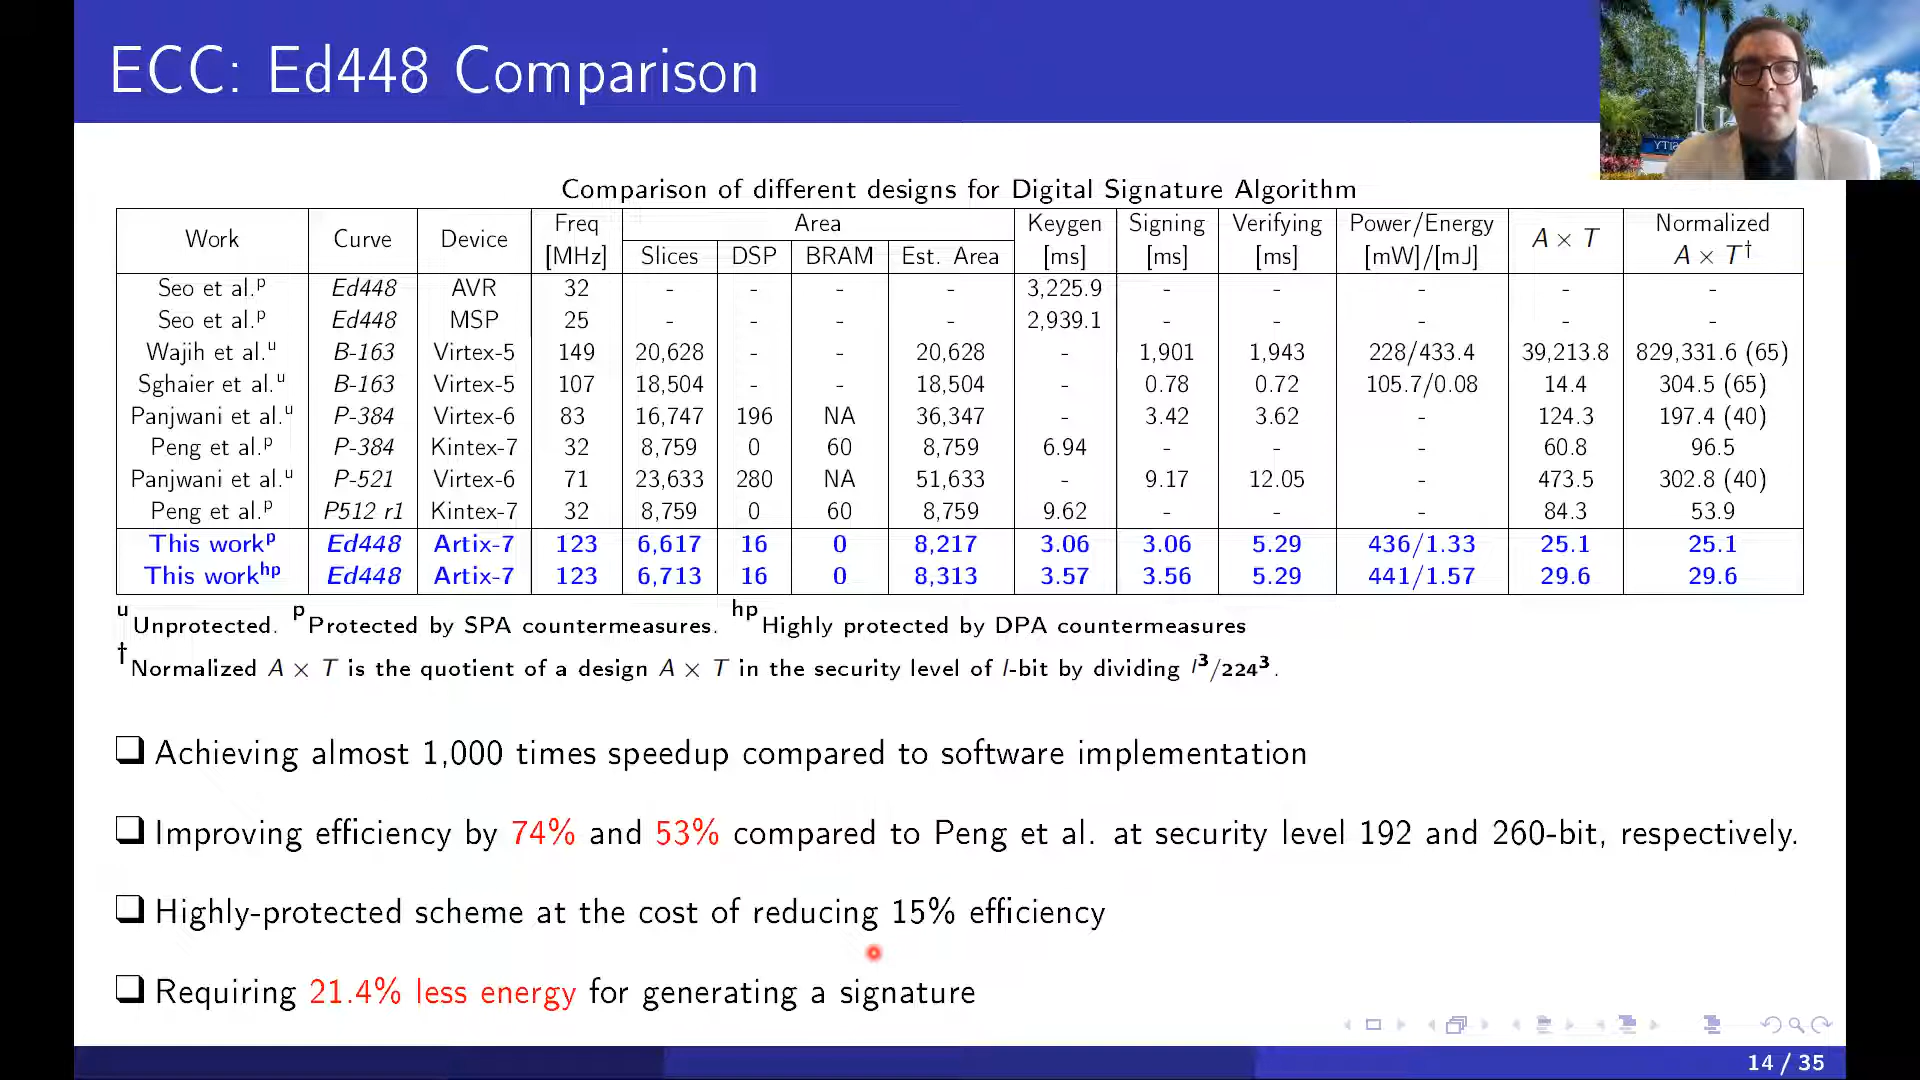 ECC: Ed448 Comparison
Comparison of different designs for Digital Signature Algorithm
Work Curve Device Freq [MHz] Area Keygen [ms] Signing [ms] Verifying [ms] Power/Energy [mW]/[mJ] A × T Normalized A × T†
Slices DSP BRAM Est. Area
Seo et al.ᵖ Ed448 AVR 32 - - - - 3,225.9 - - - - -
Seo et al.ᵖ Ed448 MSP 25 - - - - 2,939.1 - - - - -
Wajih et al.ᵘ B-163 Virtex-5 149 20,628 - - 20,628 - 1,901 1,943 228/433.4 39,213.8 829,331.6 (65)
Sghaier et al.ᵘ B-163 Virtex-5 107 18,504 - - 18,504 - 0.78 0.72 105.7/0.08 14.4 304.5 (65)
Panjwani et al.ᵘ P-384 Virtex-6 83 16,747 196 NA 36,347 - 3.42 3.62 - 124.3 197.4 (40)
Peng et al.ᵖ P-384 Kintex-7 32 8,759 0 60 8,759 6.94 - - - 60.8 96.5
Panjwani et al.ᵘ P-521 Virtex-6 71 23,633 280 NA 51,633 - 9.17 12.05 - 473.5 302.8 (40)
Peng et al.ᵖ P512 r1 Kintex-7 32 8,759 0 60 8,759 9.62 - - - 84.3 53.9
This workᵖ Ed448 Artix-7 123 6,617 16 0 8,217 3.06 3.06 5.29 436/1.33 25.1 25.1
This workʰᵖ Ed448 Artix-7 123 6,713 16 0 8,313 3.57 3.56 5.29 441/1.57 29.6 29.6
ᵘUnprotected. ᵖProtected by SPA countermeasures. ʰᵖHighly protected by DPA countermeasures
†Normalized A × T is the quotient of a design A × T in the security level of l-bit by dividing l³/224³.
Achieving almost 1,000 times speedup compared to software implementation
Improving efficiency by 74% and 53% compared to Peng et al. at security level 192 and 260-bit, respectively.
Highly-protected scheme at the cost of reducing 15% efficiency
Requiring 21.4% less energy for generating a signature
14 / 35